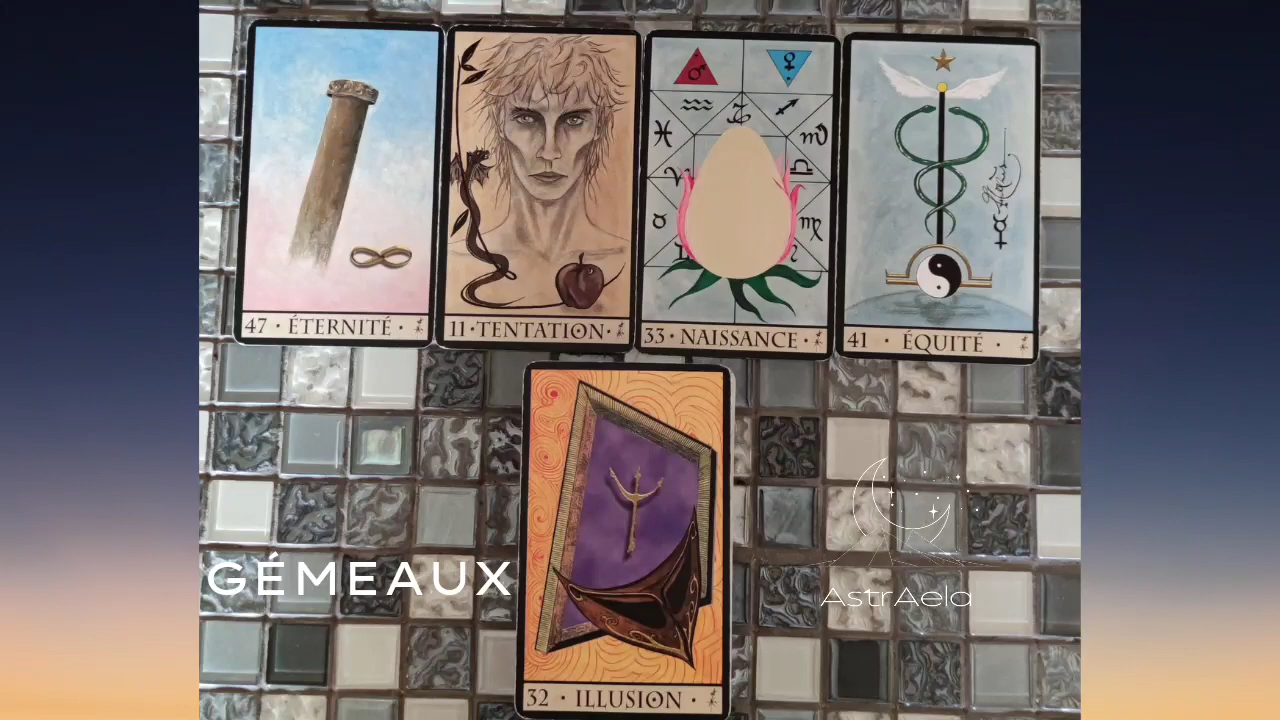 47 · ÉTERNITÉ ·
11 · TENTATION ·
33 · NAISSANCE ·
41 · ÉQUITÉ ·
32 · ILLUSION ·
GÉMEAUX
AstrAela